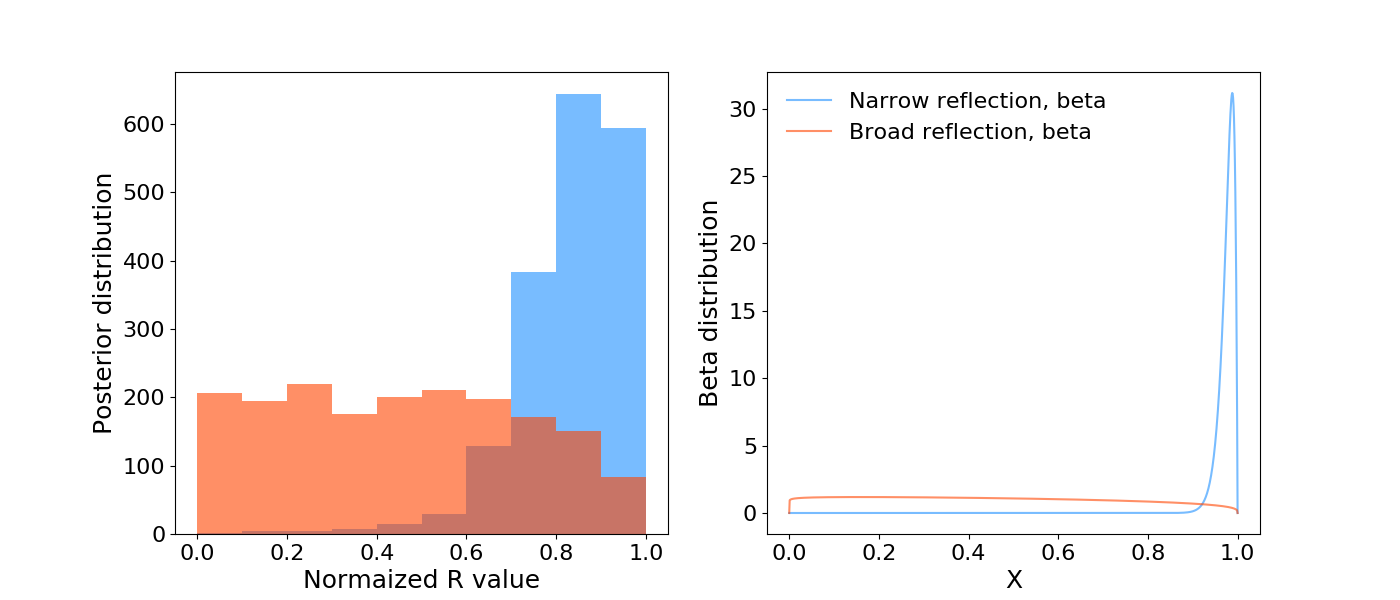 Posterior distribution
600
500
400
300
200
100
0
0.0 0.2 0.4 0.6 0.8 1.0
Normaized R value
Beta distribution
30
25
20
15
10
5
0
0.0 0.2 0.4 0.6 0.8 1.0
X
Narrow reflection, beta
Broad reflection, beta